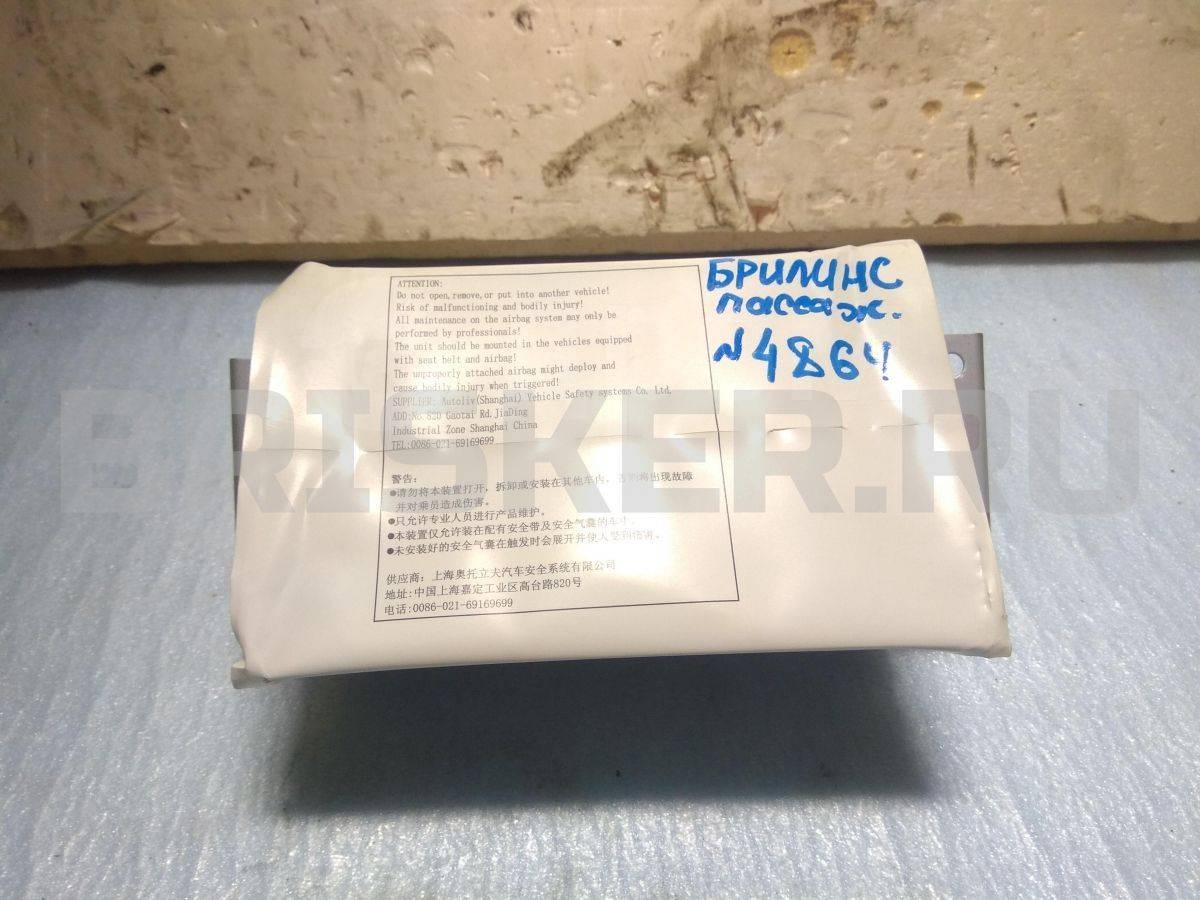 ATTENTION:
Do not open,remove,or put into another vehicle!
Risk of malfunctioning and bodily injury!
All maintenance on the airbag system may only be
performed by professionals!
The unit should be mounted in the vehicles equipped
with seat belt and airbag!
The unproperly attached airbag might deploy and
cause bodily injury when triggered!
SUPPLIER: Autoliv(Shanghai) Vehicle Safety systems Co. Ltd.
ADD:No.820 Gaotai Rd.JiaDing
Industrial Zone Shanghai China
TEL:0086-021-69169699
警告:
●请勿将本装置打开，拆卸或安装在其他车内，否则将出现故障
并对乘员造成伤害。
●只允许专业人员进行产品维护。
●本装置仅允许装在配有安全带及安全气囊的车中。
●未安装好的安全气囊在触发时会展开并使人受到伤害。
供应商: 上海奥托立夫汽车安全系统有限公司
地址:中国上海嘉定工业区高台路820号
电话:0086-021-69169699
БРИЛИНС
пассаж.
N4864
BRISKER.RU